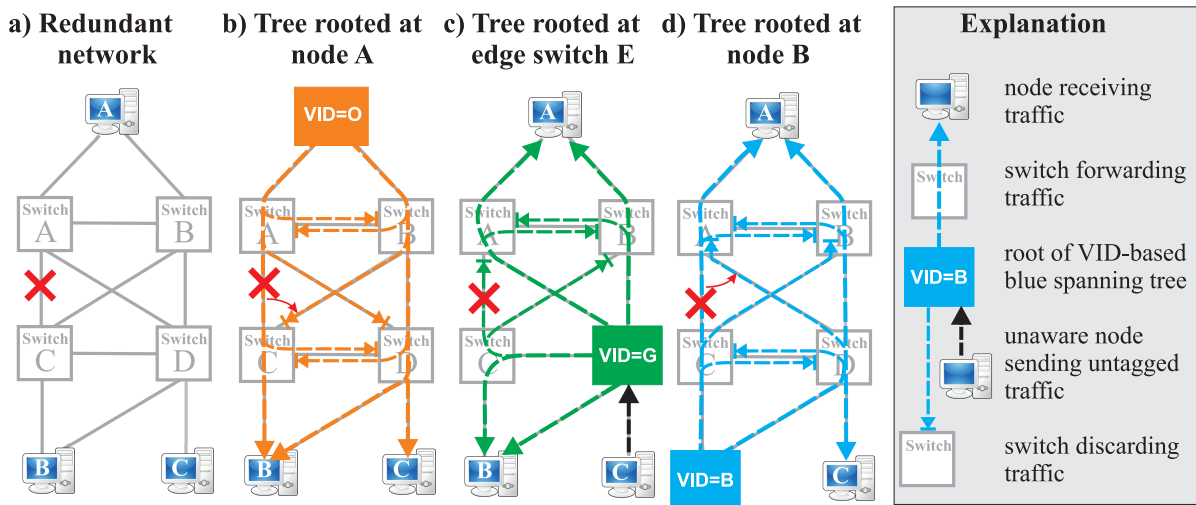 a) Redundant
network
b) Tree rooted at
node A
c) Tree rooted at
edge switch E
d) Tree rooted at
node B
A
Switch
A
Switch
B
Switch
C
Switch
D
B
C
VID=O
Switch
A
Switch
B
Switch
C
Switch
D
B
C
A
Switch
A
Switch
B
Switch
C
VID=G
B
C
A
Switch
A
Switch
B
Switch
C
Switch
D
VID=B
C
Explanation
node receiving
traffic
Switch
switch forwarding
traffic
VID=B
root of VID-based
blue spanning tree
unaware node
sending untagged
traffic
Switch
switch discarding
traffic